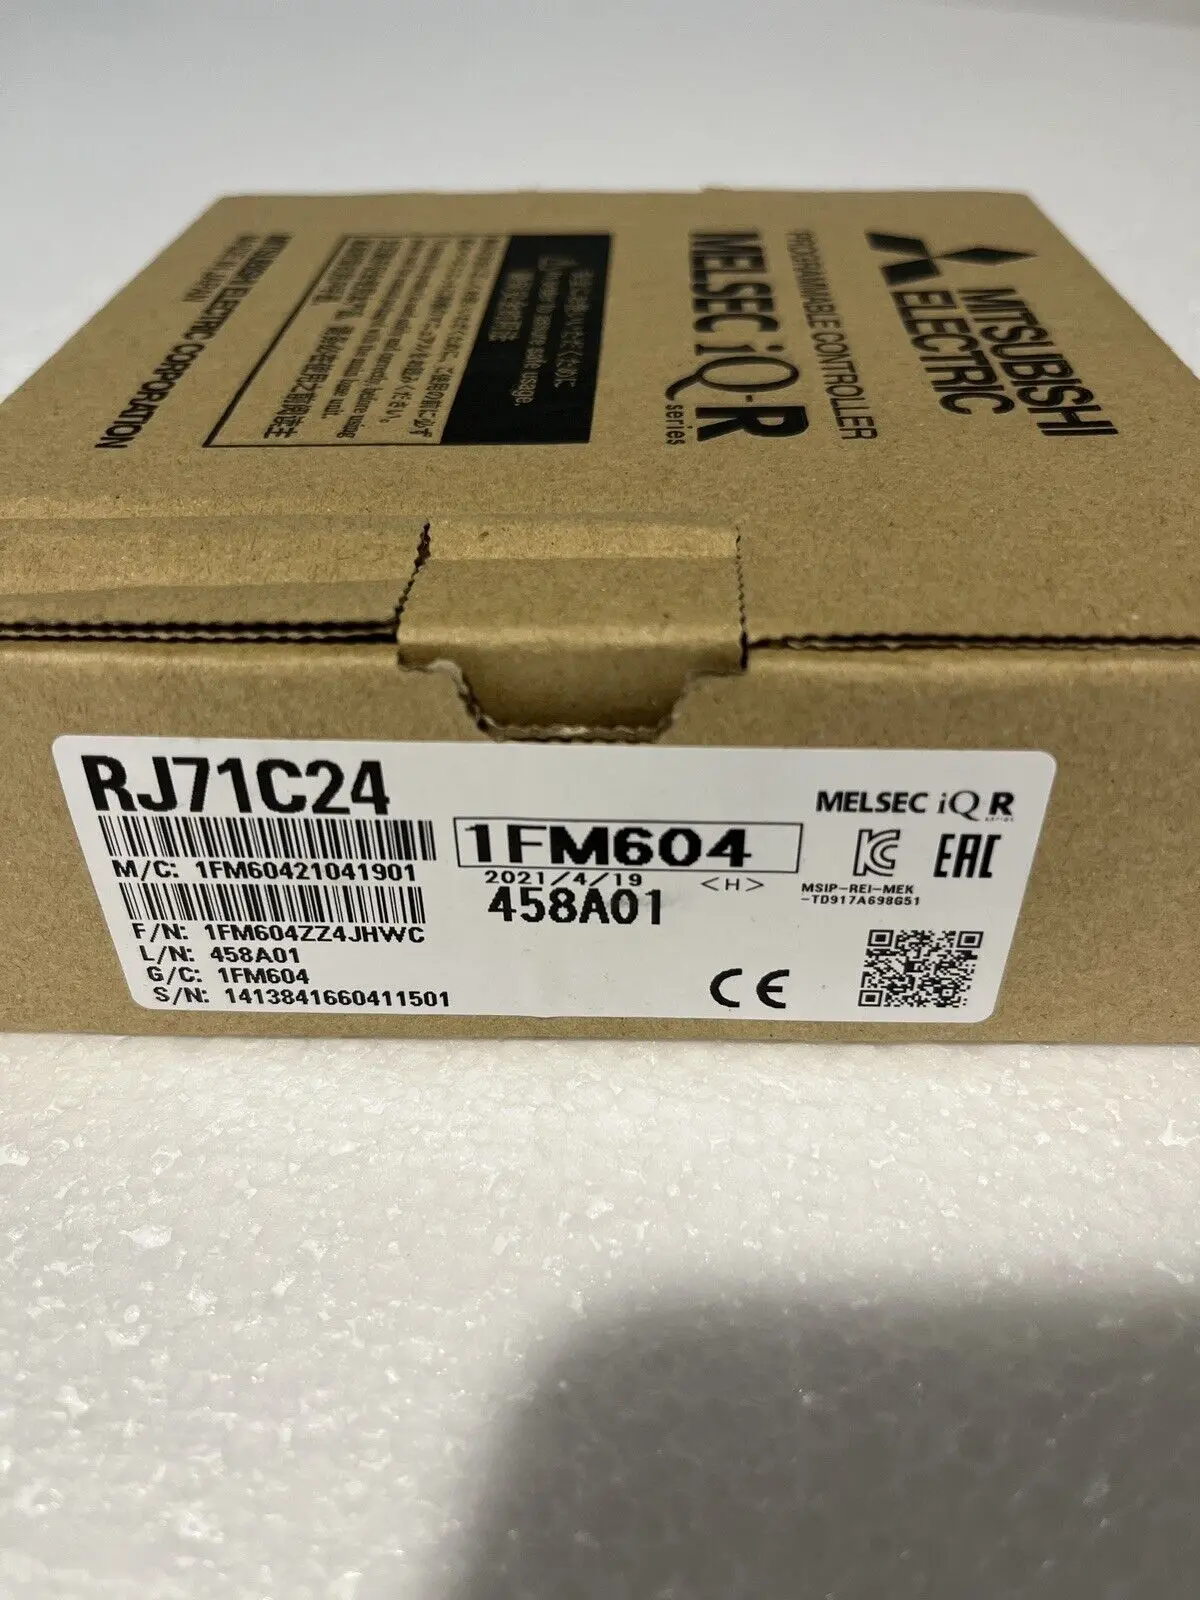 MITSUBISHI
ELECTRIC
PROGRAMMABLE CONTROLLER
MELSEC iQ-R
series
MITSUBISHI ELECTRIC CORPORATION
RJ71C24
M/C: 1FM60421041901
F/N: 1FM604ZZ4JHWC
L/N: 458A01
G/C: 1FM604
S/N: 1413841660411501
1FM604
2021/4/19 <H>
458A01
MELSEC iQ R
series
EAC
MSIP-REI-MEK
-TD917A698G51
CE